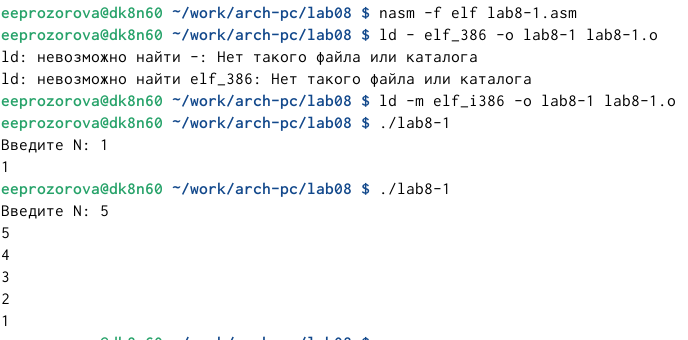 eeprozorova@dk8n60 ~/work/arch-pc/lab08 $ nasm -f elf lab8-1.asm
eeprozorova@dk8n60 ~/work/arch-pc/lab08 $ ld - elf_386 -o lab8-1 lab8-1.o
ld: невозможно найти -: Нет такого файла или каталога
ld: невозможно найти elf_386: Нет такого файла или каталога
eeprozorova@dk8n60 ~/work/arch-pc/lab08 $ ld -m elf_i386 -o lab8-1 lab8-1.o
eeprozorova@dk8n60 ~/work/arch-pc/lab08 $ ./lab8-1
Введите N: 1
1
eeprozorova@dk8n60 ~/work/arch-pc/lab08 $ ./lab8-1
Введите N: 5
5
4
3
2
1